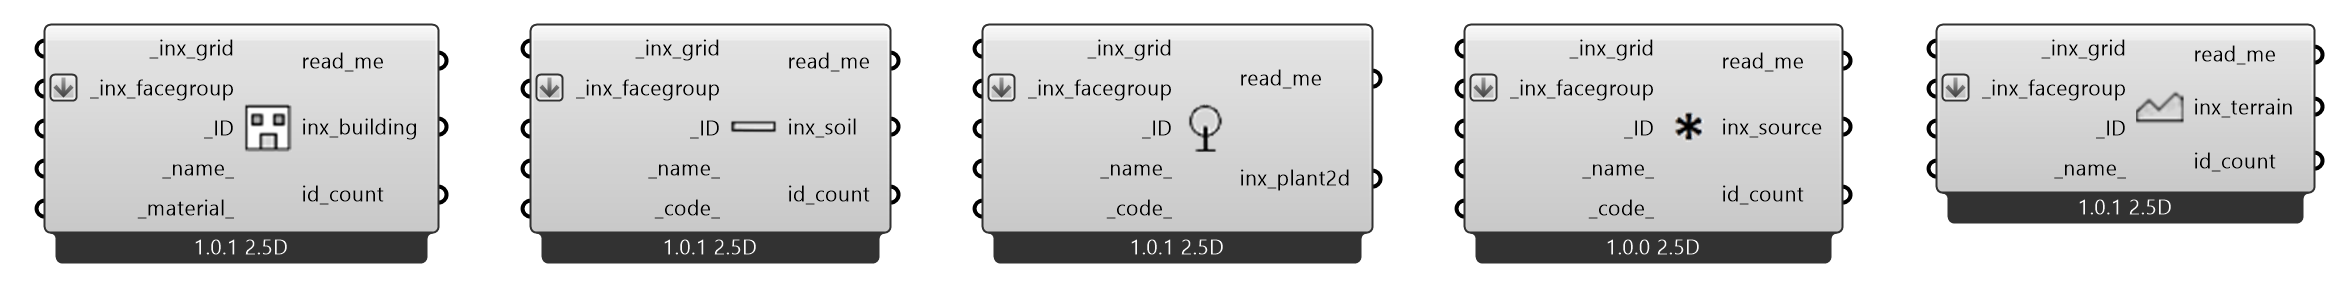 _inx_grid
_inx_facegroup
_ID
_name_
_material_
read_me
inx_building
id_count
1.0.1 2.5D
_inx_grid
_inx_facegroup
_ID
_name_
_code_
read_me
inx_soil
id_count
1.0.1 2.5D
_inx_grid
_inx_facegroup
_ID
_name_
_code_
read_me
inx_plant2d
1.0.1 2.5D
_inx_grid
_inx_facegroup
_ID
_name_
_code_
read_me
inx_source
id_count
1.0.0 2.5D
_inx_grid
_inx_facegroup
_ID
_name_
read_me
inx_terrain
id_count
1.0.1 2.5D